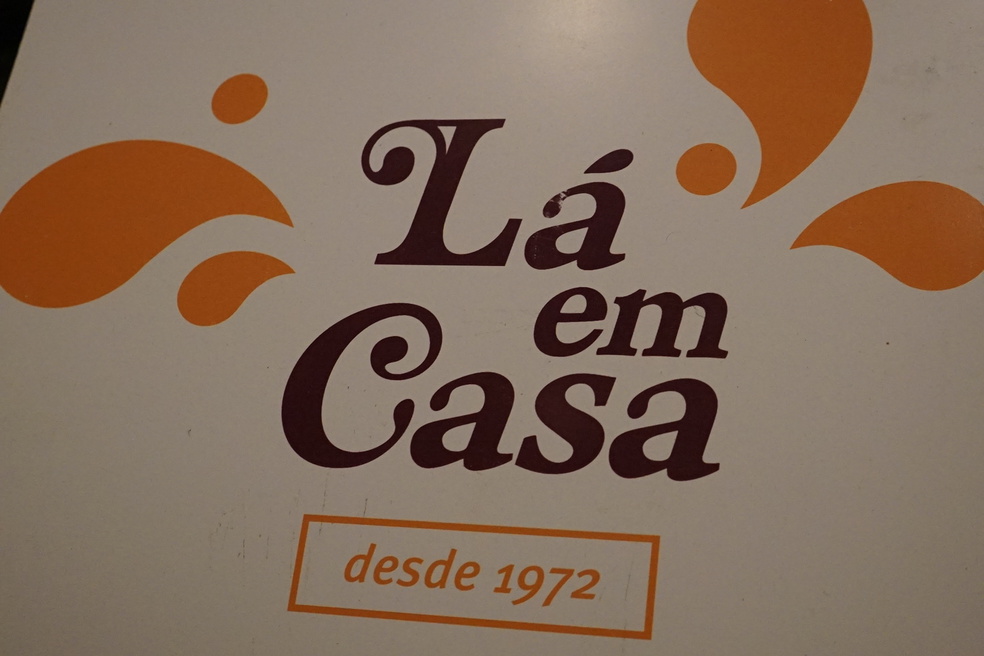 Lá
em
Casa
desde 1972